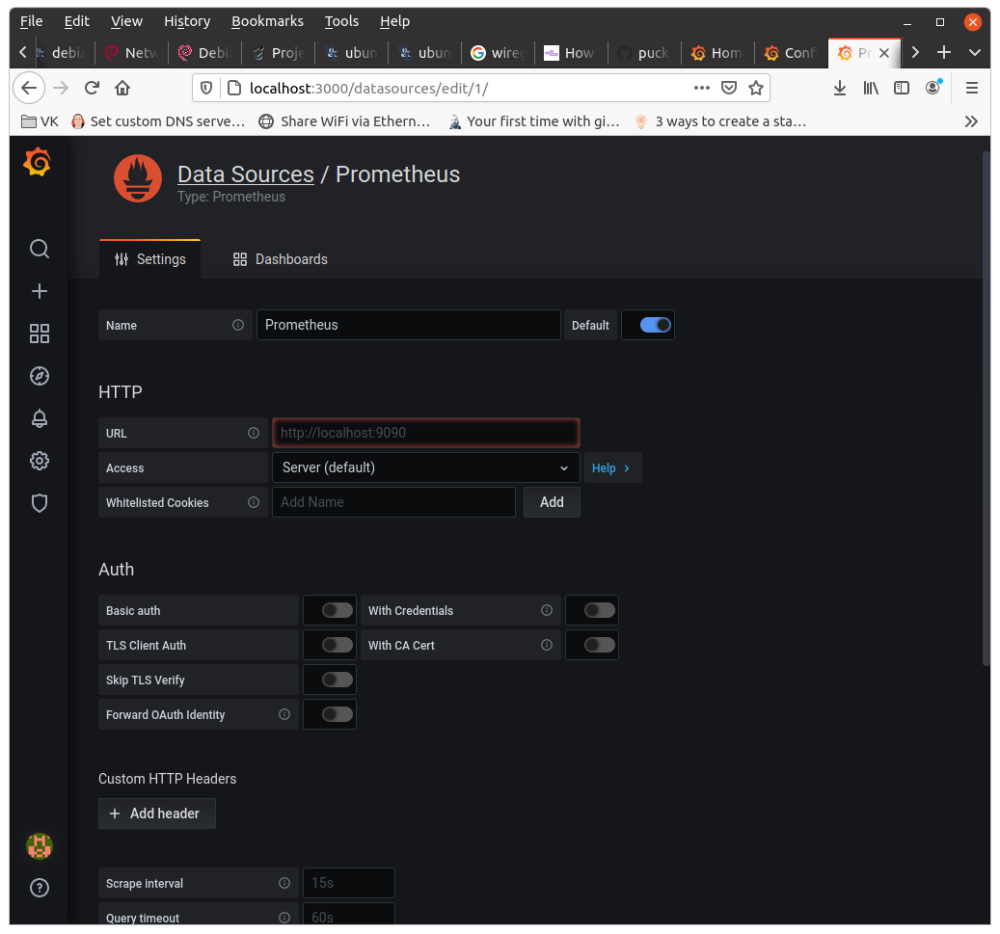 File Edit View History Bookmarks Tools Help
debia Netw Debia Proje ubun ubun wireg How puck Hom Confi Pr
localhost:3000/datasources/edit/1/
VK Set custom DNS serve… Share WiFi via Ethern… Your first time with gi… 3 ways to create a sta…
Data Sources / Prometheus
Type: Prometheus
Settings Dashboards
Name Prometheus Default
HTTP
URL http://localhost:9090
Access Server (default) Help
Whitelisted Cookies Add Name Add
Auth
Basic auth With Credentials
TLS Client Auth With CA Cert
Skip TLS Verify
Forward OAuth Identity
Custom HTTP Headers
Add header
Scrape interval 15s
Query timeout 60s